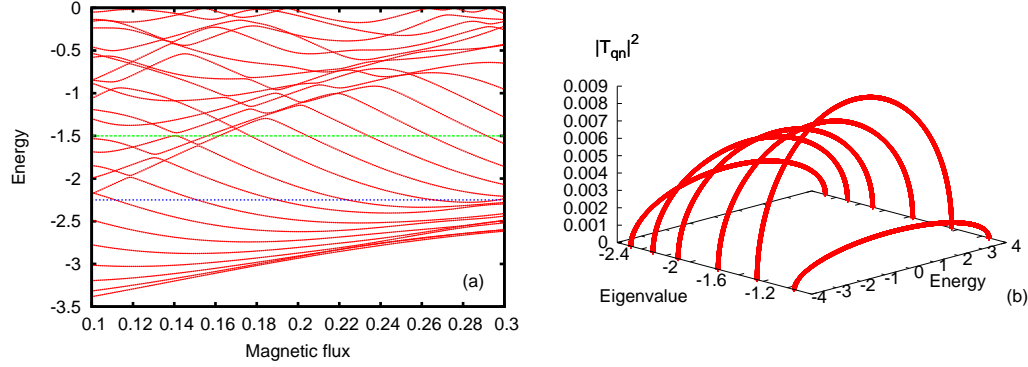 0
-0.5
-1
-1.5
-2
-2.5
-3
-3.5
Energy
0.1 0.12 0.14 0.16 0.18 0.2 0.22 0.24 0.26 0.28 0.3
Magnetic flux
(a)
|Tqn|²
0.009
0.008
0.007
0.006
0.005
0.004
0.003
0.002
0.001
0
-2.4 -2 -1.6 -1.2
Eigenvalue
-4 -3 -2 -1 0 1 2 3 4
Energy
(b)